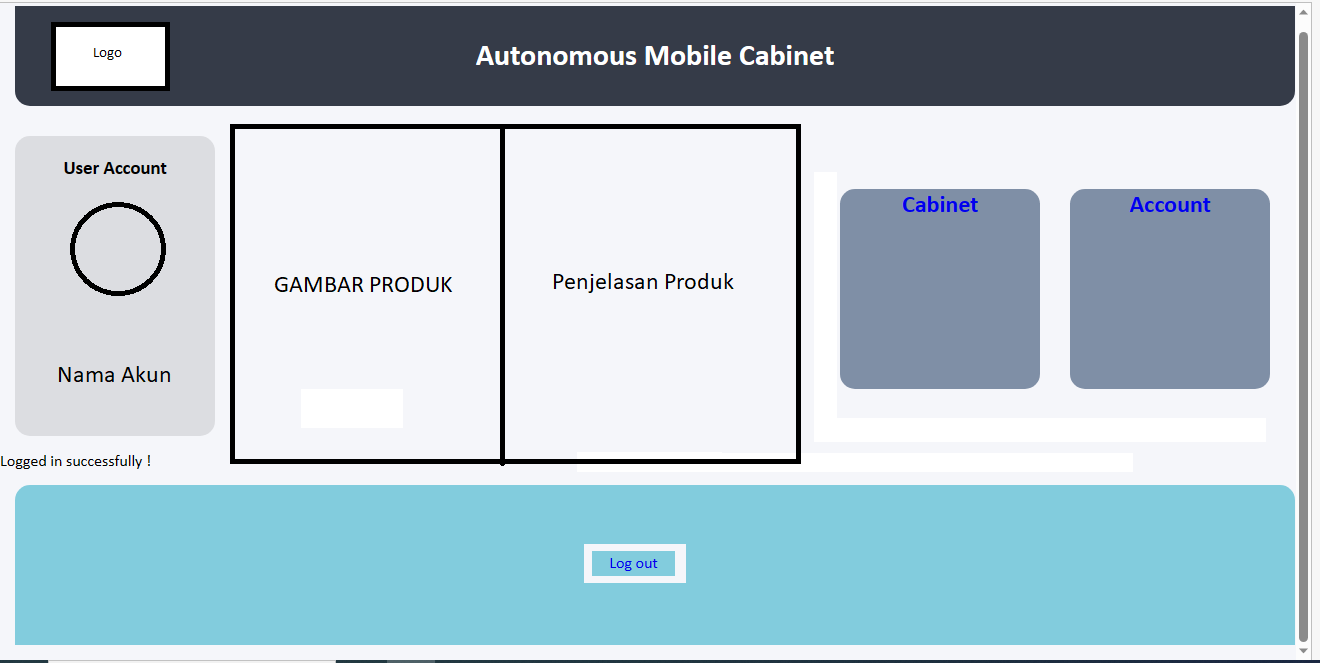 Logo
Autonomous Mobile Cabinet
User Account
Nama Akun
GAMBAR PRODUK
Penjelasan Produk
Cabinet
Account
Logged in successfully !
Log out